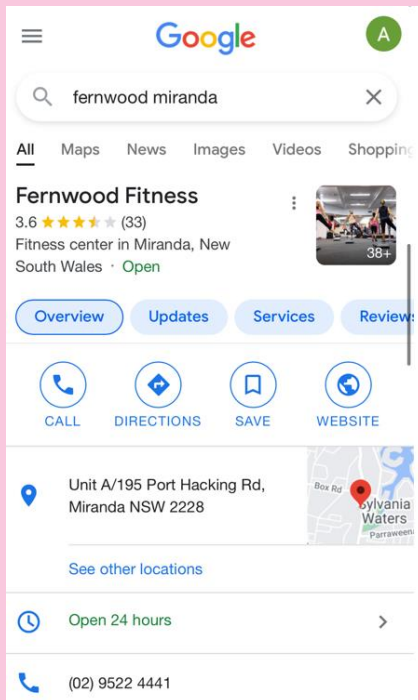 Google
A
fernwood miranda
All Maps News Images Videos Shopping
Fernwood Fitness
3.6 (33)
Fitness center in Miranda, New
South Wales · Open
38+
Overview Updates Services Reviews
CALL DIRECTIONS SAVE WEBSITE
Unit A/195 Port Hacking Rd,
Miranda NSW 2228
Box Rd
Sylvania
Waters
Parraween
See other locations
Open 24 hours
(02) 9522 4441